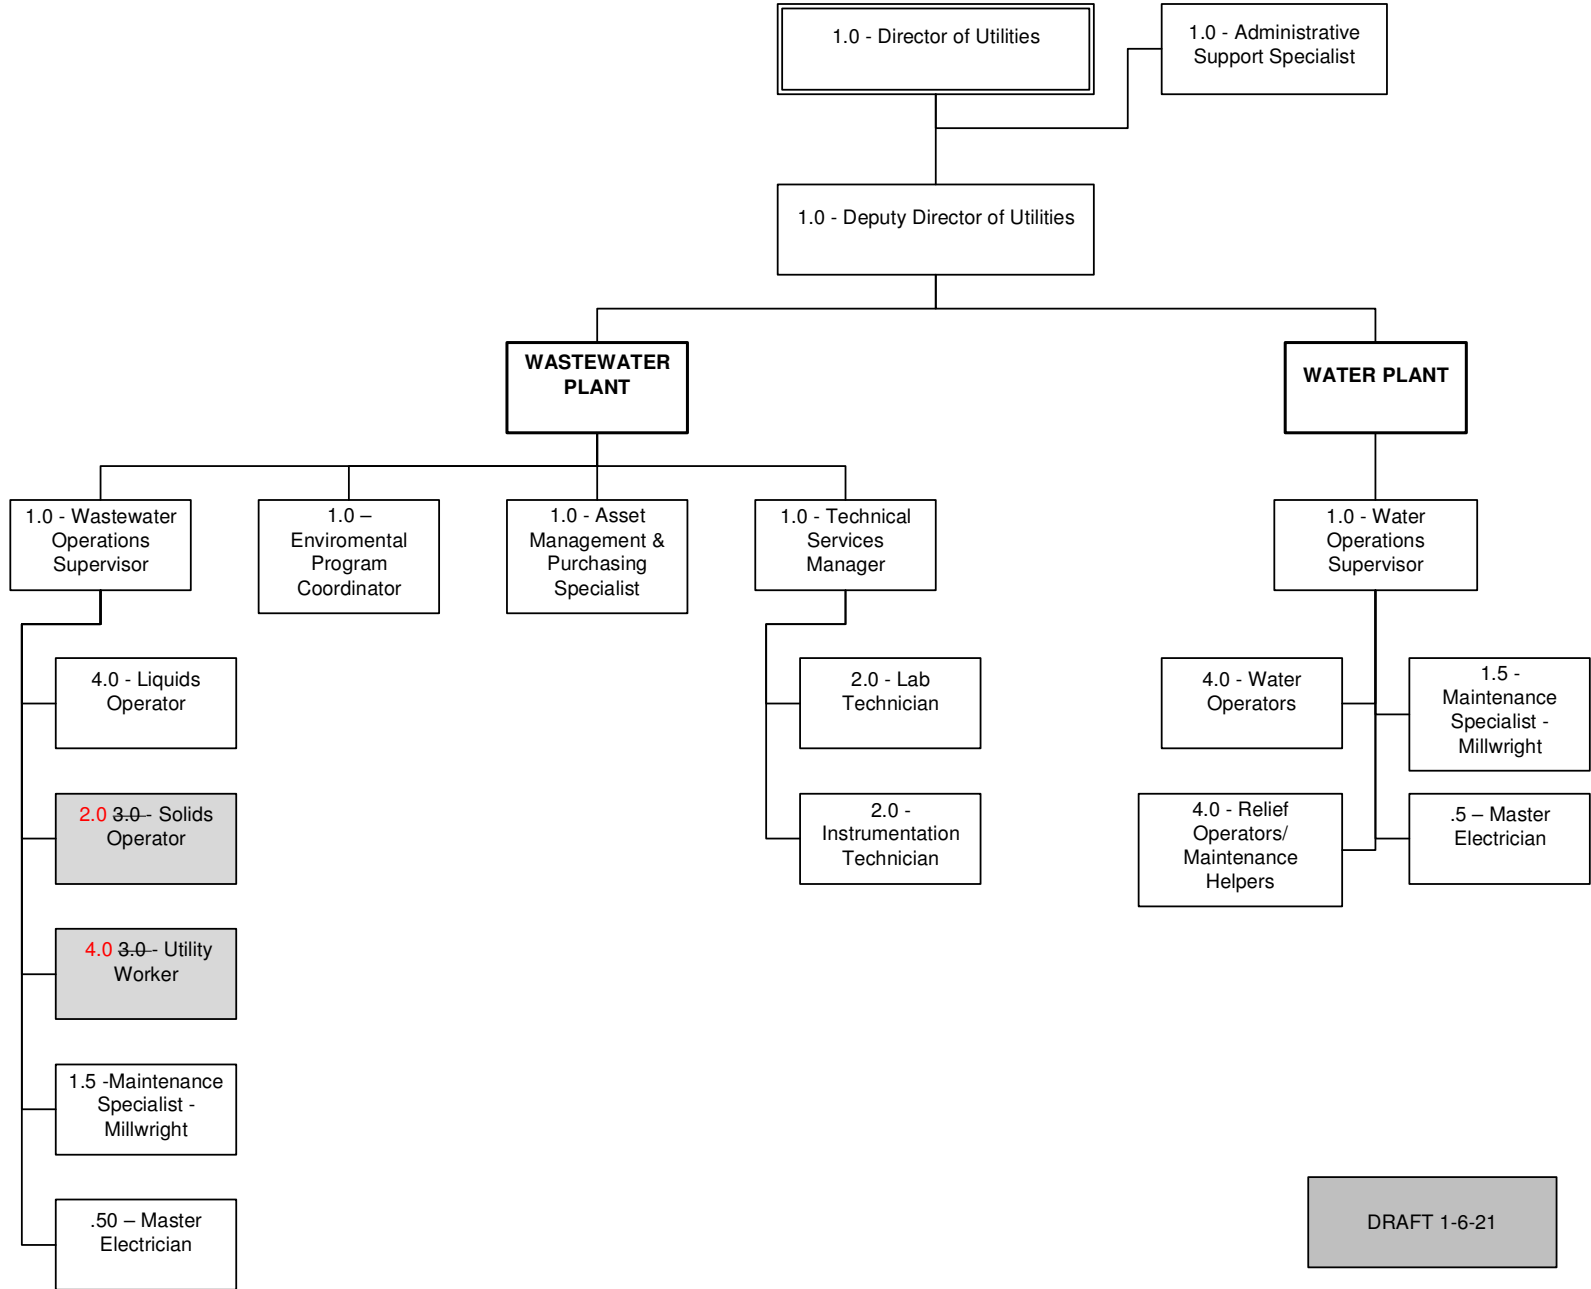 1.0 - Director of Utilities
1.0 - Administrative
Support Specialist
1.0 - Deputy Director of Utilities
WASTEWATER
PLANT
WATER PLANT
1.0 - Wastewater
Operations
Supervisor
1.0 –
Enviromental
Program
Coordinator
1.0 - Asset
Management &
Purchasing
Specialist
1.0 - Technical
Services
Manager
1.0 - Water
Operations
Supervisor
4.0 - Liquids
Operator
2.0 3.0 - Solids
Operator
4.0 3.0 - Utility
Worker
1.5 -Maintenance
Specialist -
Millwright
.50 – Master
Electrician
2.0 - Lab
Technician
2.0 -
Instrumentation
Technician
4.0 - Water
Operators
1.5 -
Maintenance
Specialist -
Millwright
4.0 - Relief
Operators/
Maintenance
Helpers
.5 – Master
Electrician
DRAFT 1-6-21